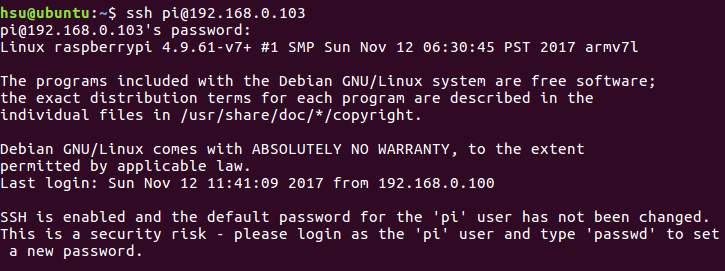 hsu@ubuntu:~$ ssh pi@192.168.0.103
pi@192.168.0.103's password:
Linux raspberrypi 4.9.61-v7+ #1 SMP Sun Nov 12 06:30:45 PST 2017 armv7l

The programs included with the Debian GNU/Linux system are free software;
the exact distribution terms for each program are described in the
individual files in /usr/share/doc/*/copyright.

Debian GNU/Linux comes with ABSOLUTELY NO WARRANTY, to the extent
permitted by applicable law.
Last login: Sun Nov 12 11:41:09 2017 from 192.168.0.100

SSH is enabled and the default password for the 'pi' user has not been changed.
This is a security risk - please login as the 'pi' user and type 'passwd' to set
 a new password.